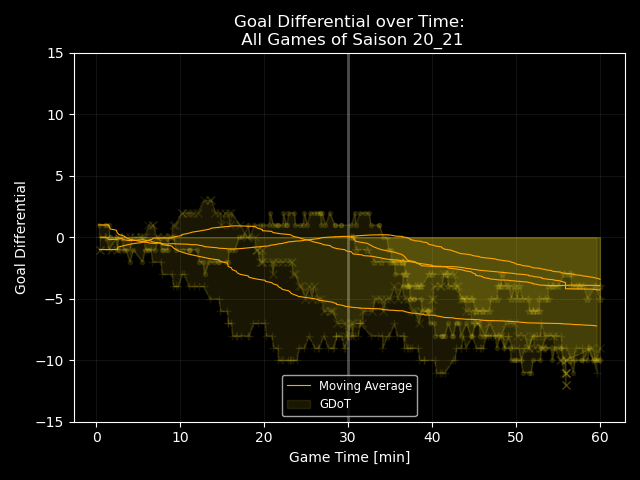 Goal Differential over Time:
All Games of Saison 20_21
15
10
5
0
−5
−10
−15
Goal Differential
0
10
20
30
40
50
60
Game Time [min]
Moving Average
GDoT